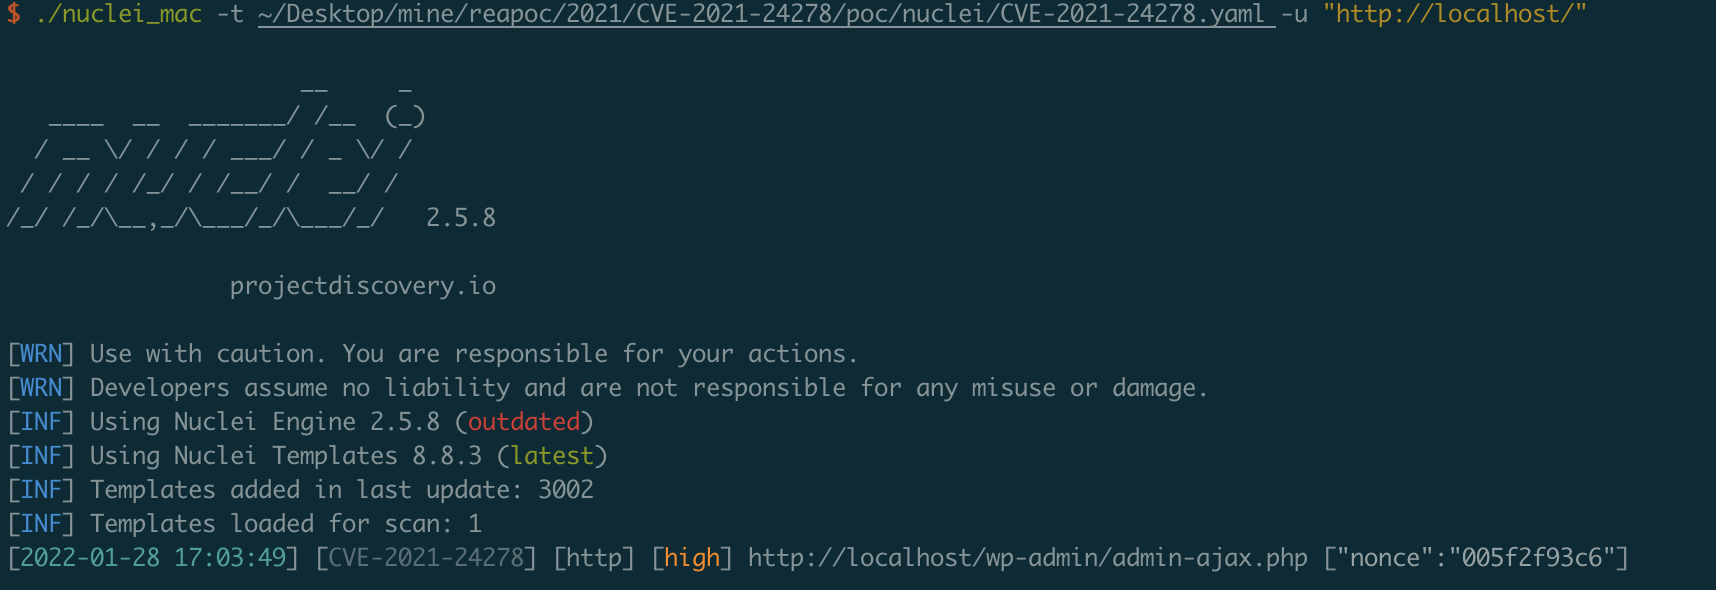 $ ./nuclei_mac -t ~/Desktop/mine/reapoc/2021/CVE-2021-24278/poc/nuclei/CVE-2021-24278.yaml -u "http://localhost/"
                     __     _
   ____  __  _______/ /__  (_)
  / __ \/ / / / ___/ / _ \/ /
 / / / / /_/ / /__/ /  __/ /
/_/ /_/\__,_/\___/_/\___/_/   2.5.8
projectdiscovery.io
[WRN] Use with caution. You are responsible for your actions.
[WRN] Developers assume no liability and are not responsible for any misuse or damage.
[INF] Using Nuclei Engine 2.5.8 (outdated)
[INF] Using Nuclei Templates 8.8.3 (latest)
[INF] Templates added in last update: 3002
[INF] Templates loaded for scan: 1
[2022-01-28 17:03:49] [CVE-2021-24278] [http] [high] http://localhost/wp-admin/admin-ajax.php ["nonce":"005f2f93c6"]